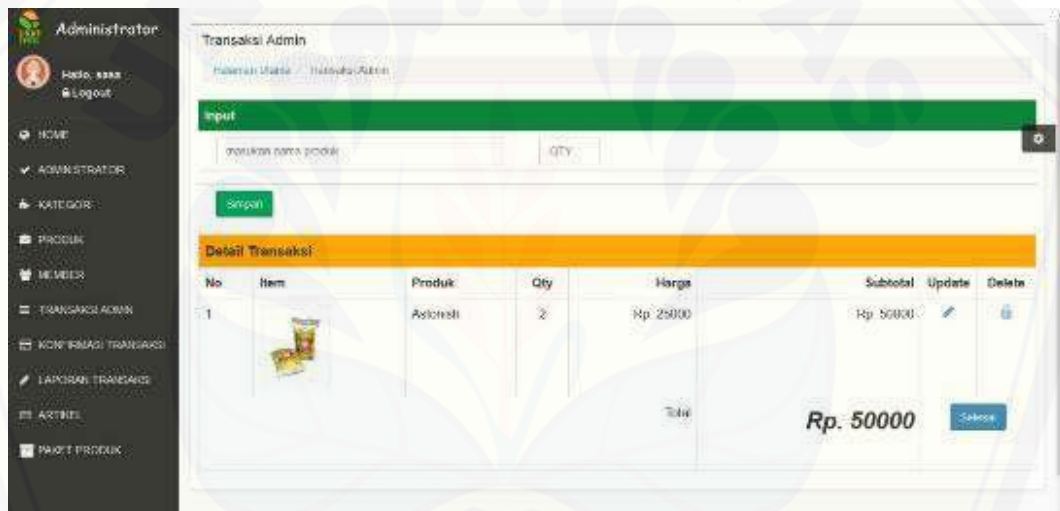 Administrator
Hallo, sasa
Logout
HOME
ADMINISTRATOR
KATEGORI
PRODUK
MEMBER
TRANSAKSI ADMIN
KONFIRMASI TRANSAKSI
LAPORAN TRANSAKSI
ARTIKEL
PAKET PRODUK
Transaksi Admin
Halaman Utama / Transaksi Admin
Input
masukan nama produk QTY
Simpan
Detail Transaksi
No Item Produk Qty Harga Subtotal Update Delete
1 Astonish 2 Rp. 25000 Rp. 50000
Total Rp. 50000 Selesai